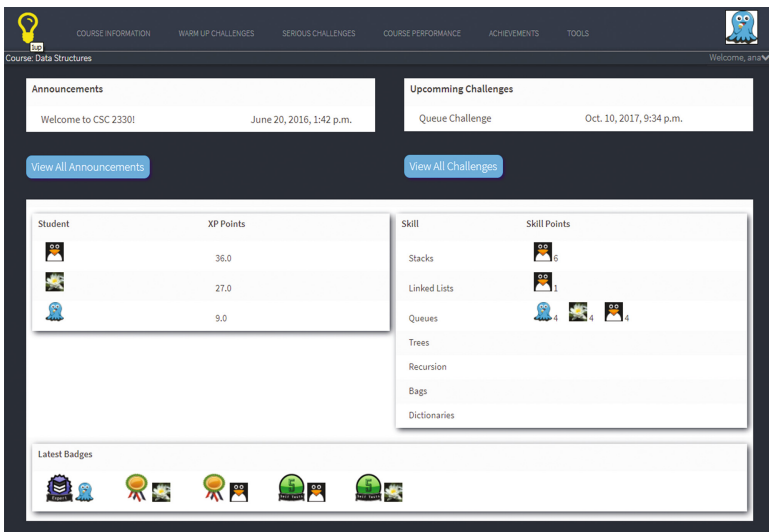 1up
COURSE INFORMATION WARM UP CHALLENGES SERIOUS CHALLENGES COURSE PERFORMANCE ACHIEVEMENTS TOOLS
Course: Data Structures
Welcome, ana
Announcements
Welcome to CSC 2330! June 20, 2016, 1:42 p.m.
View All Announcements
Upcomming Challenges
Queue Challenge Oct. 10, 2017, 9:34 p.m.
View All Challenges
Student XP Points
36.0
27.0
9.0
Skill Skill Points
Stacks 6
Linked Lists 1
Queues 4 4 4
Trees
Recursion
Bags
Dictionaries
Latest Badges
Expert 5 5